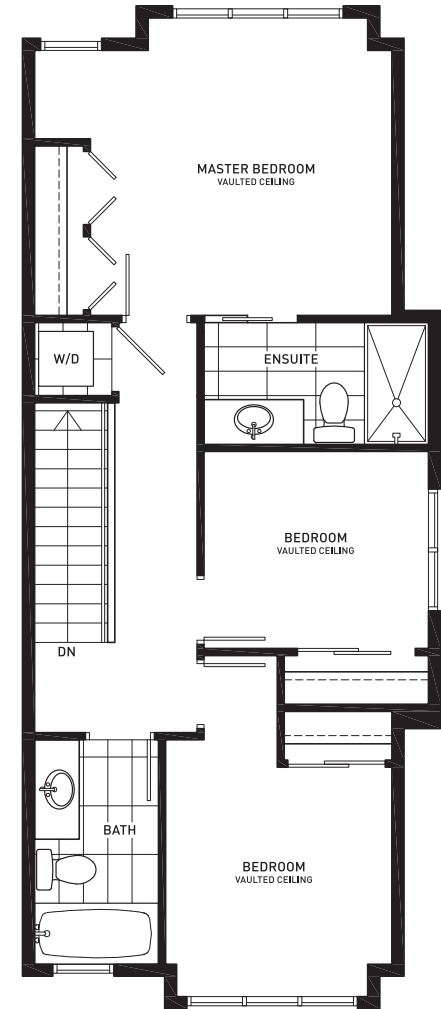 MASTER BEDROOM
VAULTED CEILING
W/D
ENSUITE
BEDROOM
VAULTED CEILING
DN
BATH
BEDROOM
VAULTED CEILING